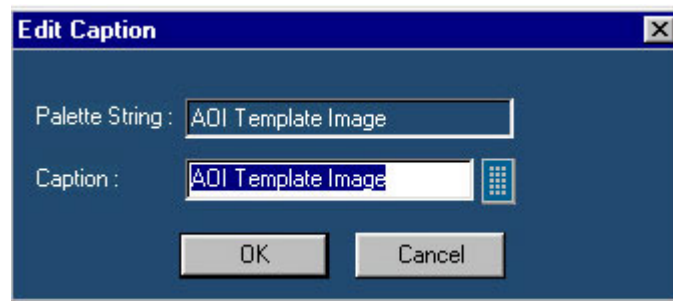 Edit Caption
Palette String : AOI Template Image
Caption : AOI Template Image
OK Cancel